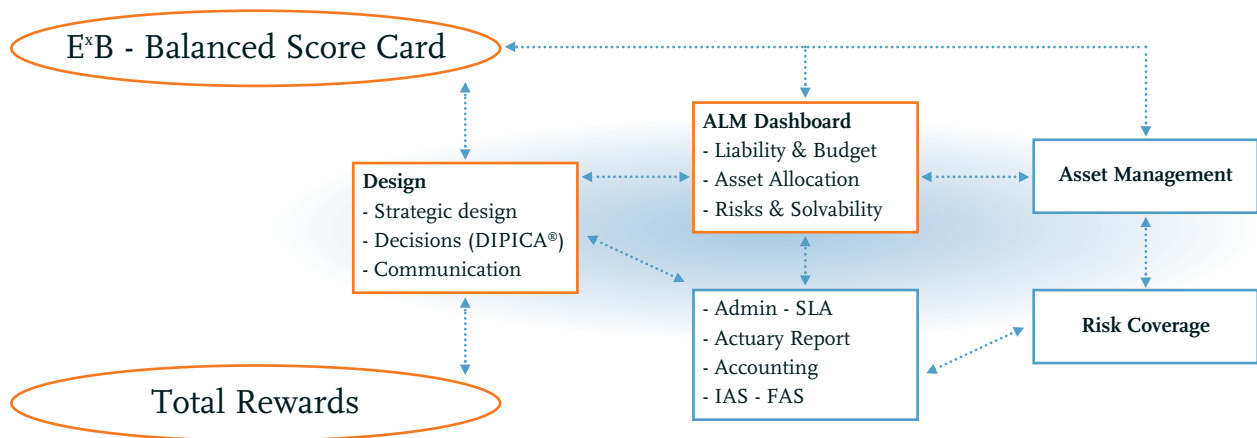 EˣB - Balanced Score Card
ALM Dashboard
- Liability & Budget
- Asset Allocation
- Risks & Solvability
Design
- Strategic design
- Decisions (DIPICA®)
- Communication
Asset Management
- Admin - SLA
- Actuary Report
- Accounting
- IAS - FAS
Risk Coverage
Total Rewards